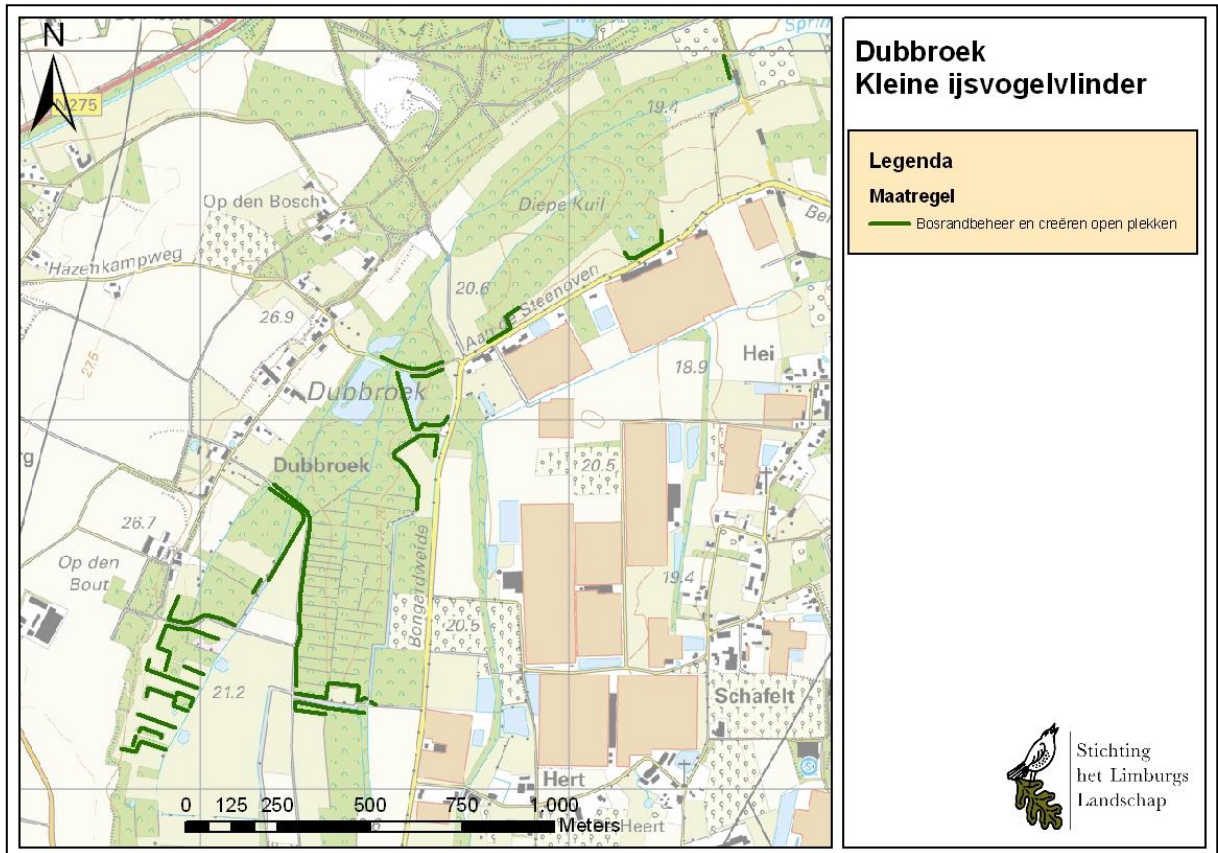 N
N275
19.4
Op den Bosch
Diepe Kuil
Hazenkampweg
20.6
Aan de Steenoven
26.9
27.5
Hei
18.9
Dubbroek
Dubbroek
20.5
26.7
Op den
Bout
Bongardweide
19.4
20.5
21.2
Schafelt
Hert
Heert
0 125 250 500 750 1,000
Meters
Dubbroek
Kleine ijsvogelvlinder
Legenda
Maatregel
Bosrandbeheer en creëren open plekken
Stichting
het Limburgs
Landschap